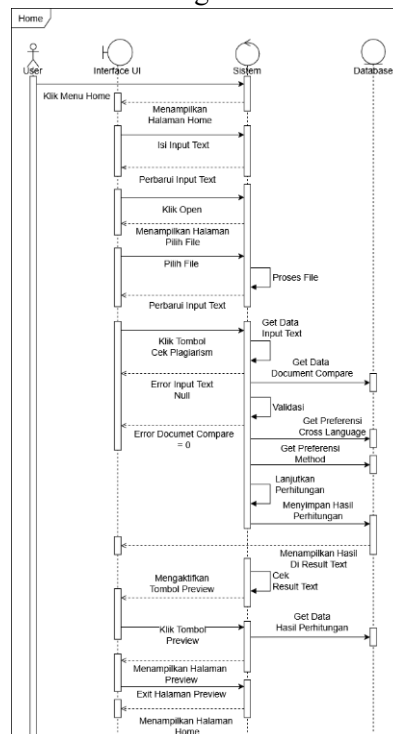 Home
User
Interface UI
Sistem
Database
Klik Menu Home
Menampilkan
Halaman Home
Isi Input Text
Perbarui Input Text
Klik Open
Menampilkan Halaman
Pilih File
Pilih File
Proses File
Perbarui Input Text
Get Data
Input Text
Klik Tombol
Cek Plagiarism
Get Data
Document Compare
Error Input Text
Null
Validasi
Get Preferensi
Cross Language
Error Documet Compare
= 0
Get Preferensi
Method
Lanjutkan
Perhitungan
Menyimpan Hasil
Perhitungan
Menampilkan Hasil
Di Result Text
Cek
Result Text
Mengaktifkan
Tombol Preview
Get Data
Hasil Perhitungan
Klik Tombol
Preview
Menampilkan Halaman
Preview
Exit Halaman Preview
Menampilkan Halaman
Home